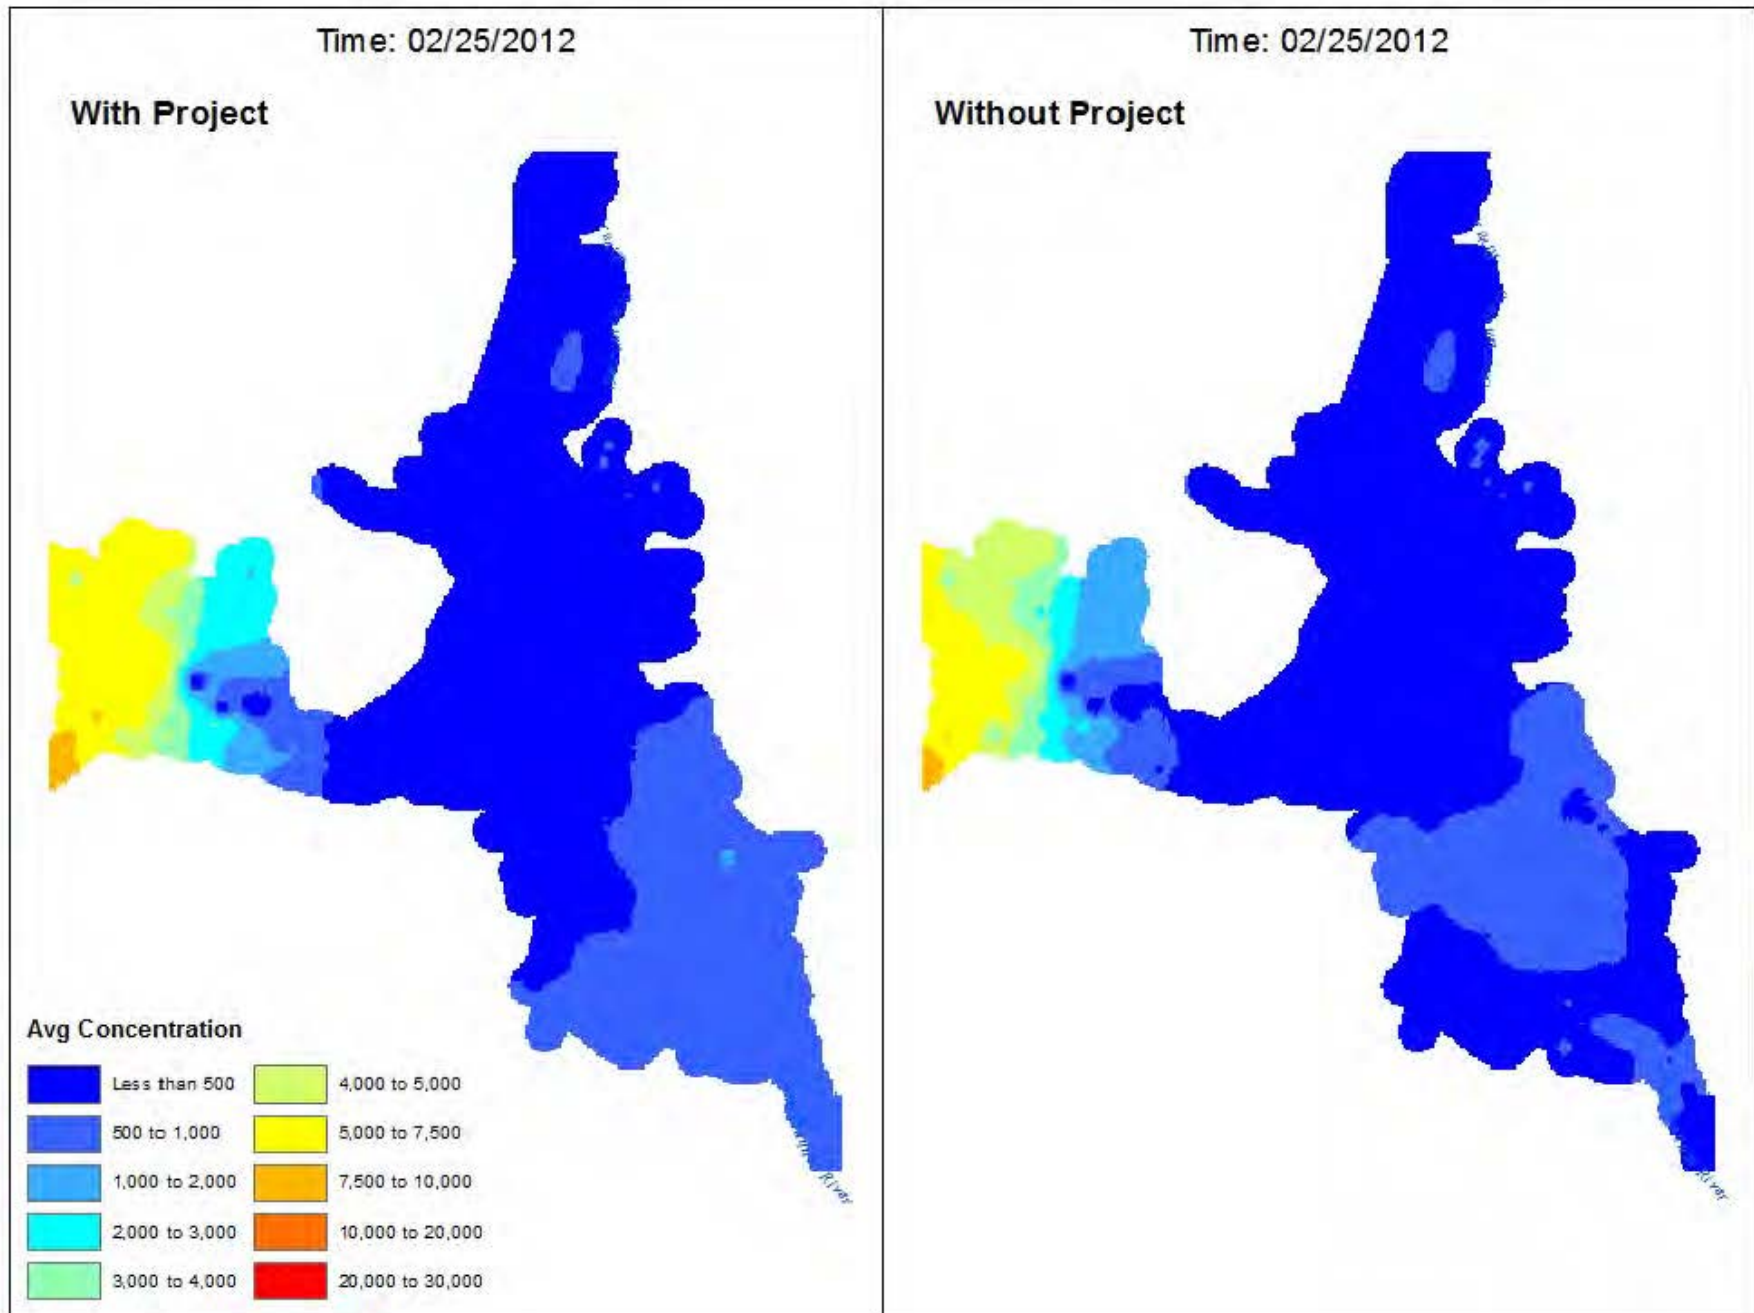 Time: 02/25/2012
With Project
Avg Concentration
Less than 500
500 to 1,000
1,000 to 2,000
2,000 to 3,000
3,000 to 4,000
4,000 to 5,000
5,000 to 7,500
7,500 to 10,000
10,000 to 20,000
20,000 to 30,000
River
Time: 02/25/2012
Without Project
River